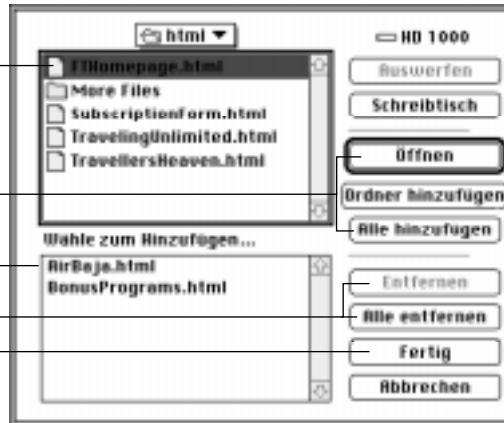 html
HD 1000
FTHomepage.html
More Files
SubscriptionForm.html
TravelingUnlimited.html
TravellersHeaven.html
Auswerfen
Schreibtisch
Öffnen
Ordner hinzufügen
Alle hinzufügen
Wähle zum Hinzufügen...
AirBaja.html
BonusPrograms.html
Entfernen
Alle entfernen
Fertig
Abbrechen